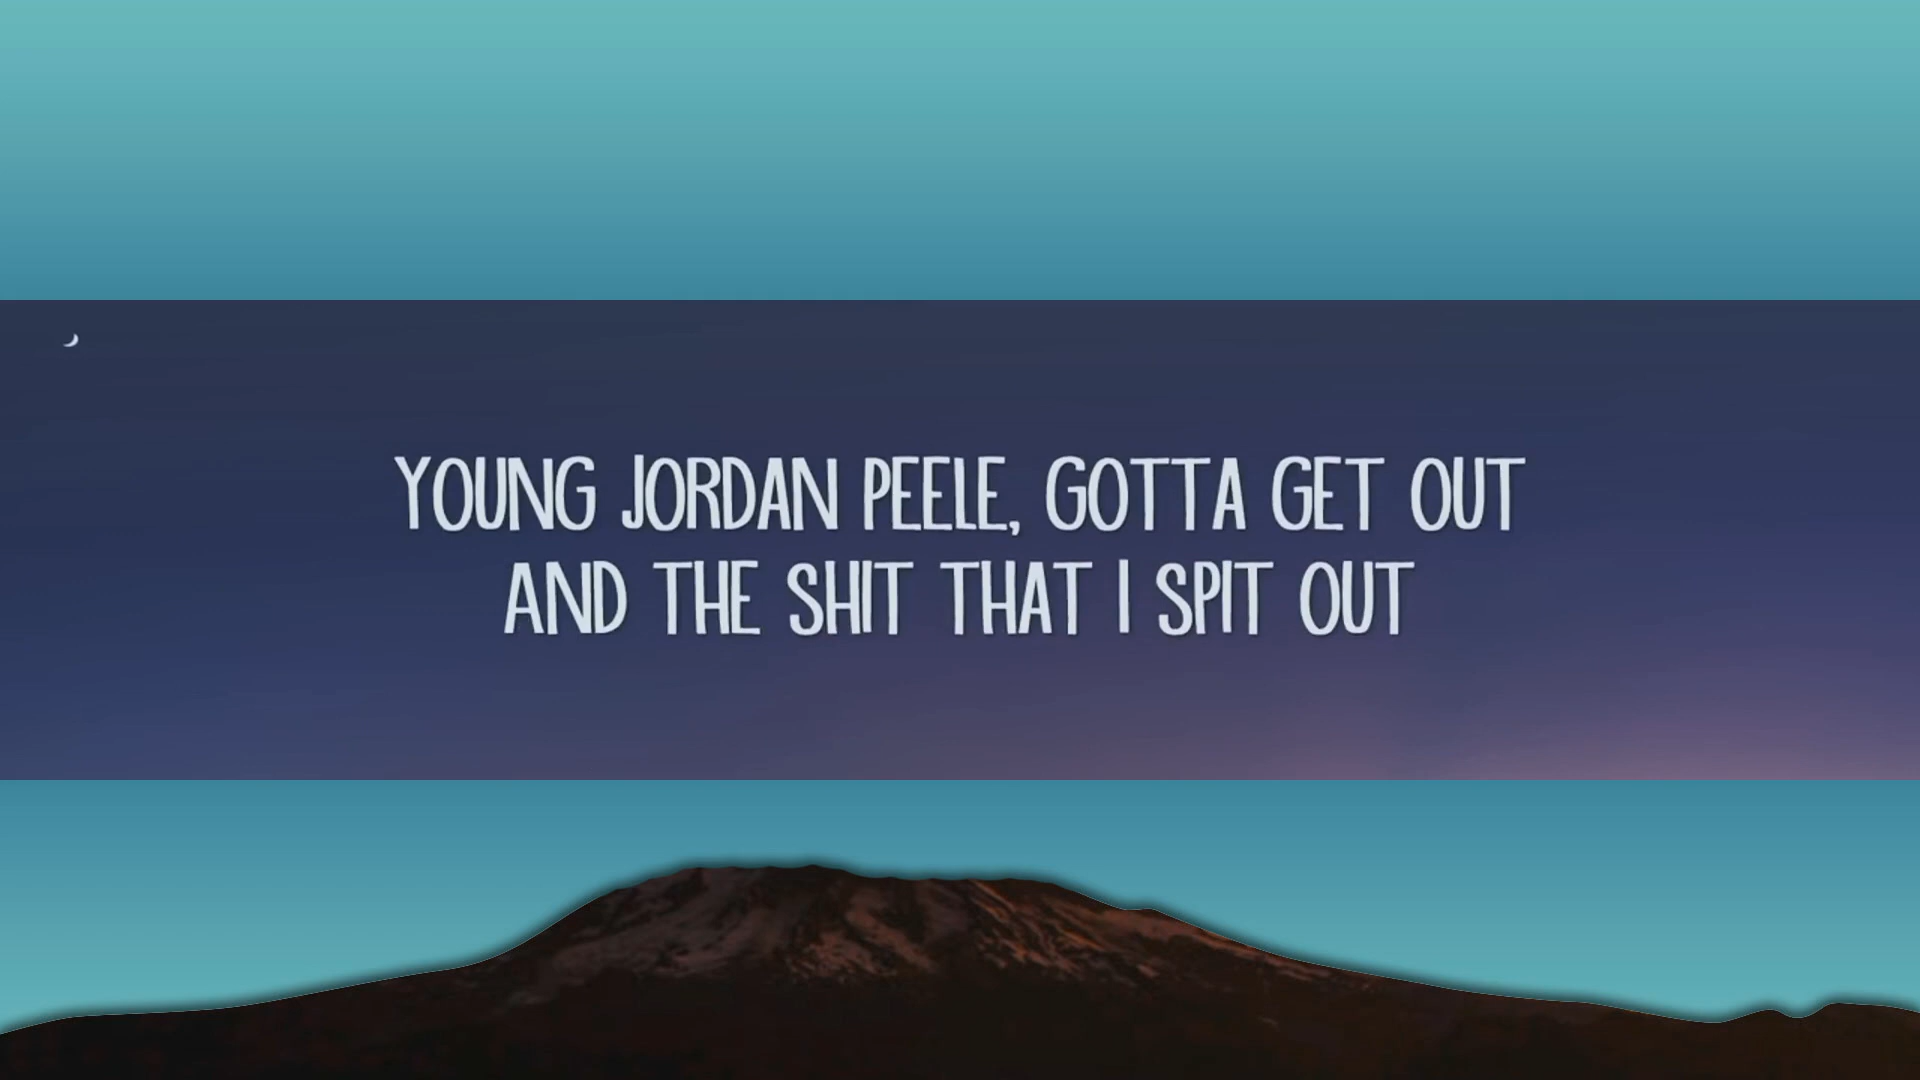 YOUNG JORDAN PEELE, GOTTA GET OUT
AND THE SHIT THAT I SPIT OUT